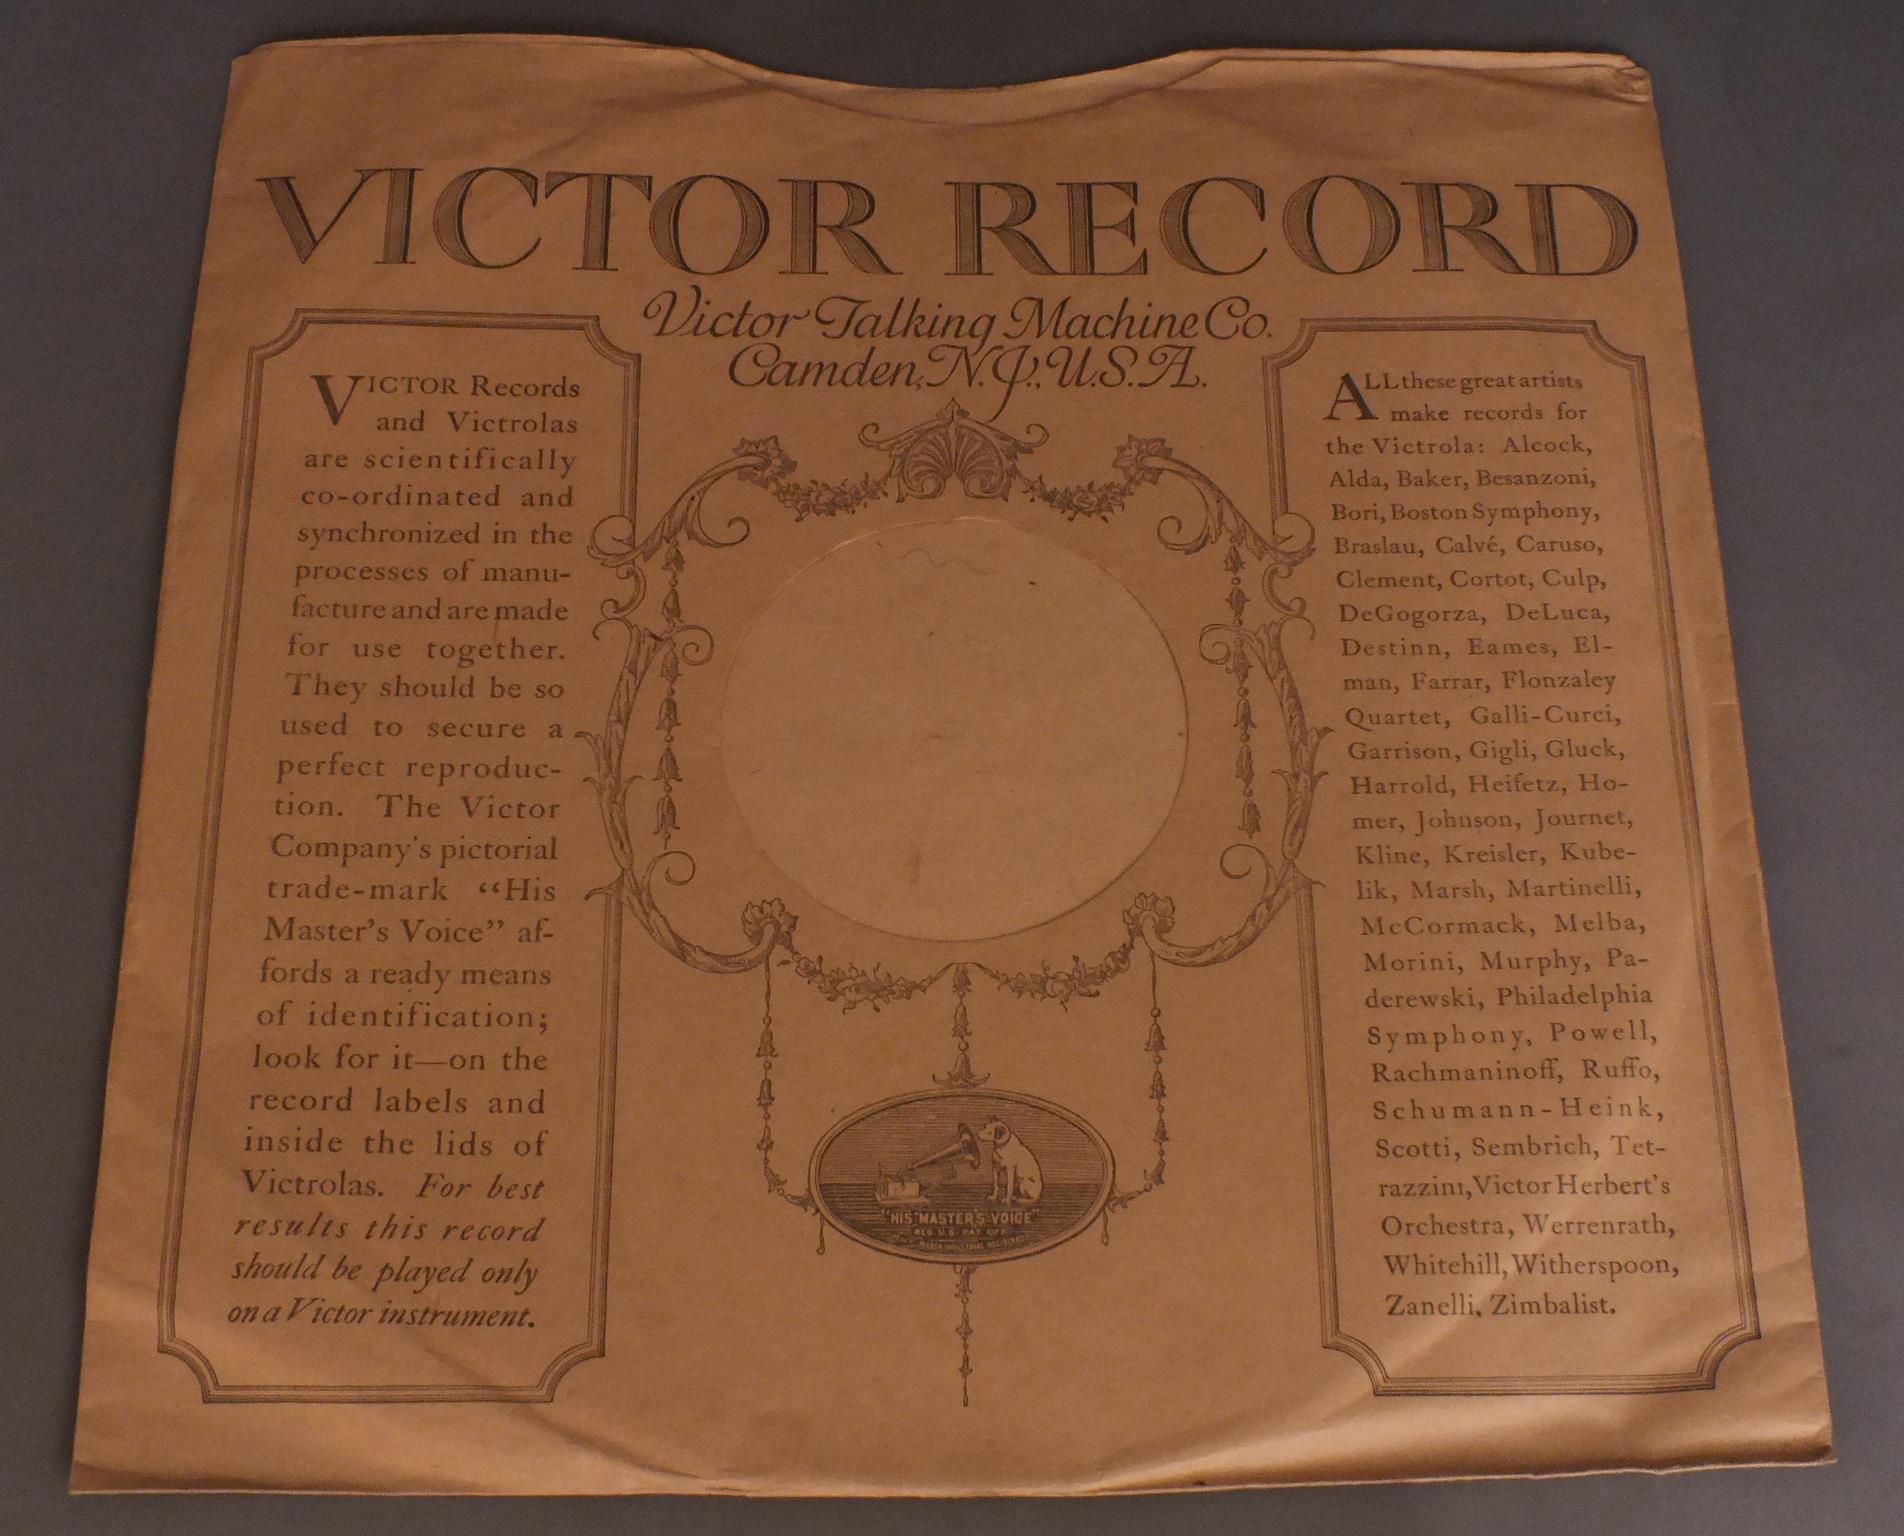 VICTOR RECORD
Victor Talking Machine Co.
Camden, N.J., U.S.A.
VICTOR Records
and Victrolas
are scientifically
co-ordinated and
synchronized in the
processes of manu-
facture and are made
for use together.
They should be so
used to secure a
perfect reproduc-
tion. The Victor
Company's pictorial
trade-mark “His
Master's Voice” af-
fords a ready means
of identification;
look for it—on the
record labels and
inside the lids of
Victrolas. For best
results this record
should be played only
on a Victor instrument.
ALL these great artists
make records for
the Victrola: Alcock,
Alda, Baker, Besanzoni,
Bori, Boston Symphony,
Braslau, Calvé, Caruso,
Clement, Cortot, Culp,
DeGogorza, DeLuca,
Destinn, Eames, El-
man, Farrar, Flonzaley
Quartet, Galli-Curci,
Garrison, Gigli, Gluck,
Harrold, Heifetz, Ho-
mer, Johnson, Journet,
Kline, Kreisler, Kube-
lik, Marsh, Martinelli,
McCormack, Melba,
Morini, Murphy, Pa-
derewski, Philadelphia
Symphony, Powell,
Rachmaninoff, Ruffo,
Schumann-Heink,
Scotti, Sembrich, Tet-
razzini, Victor Herbert's
Orchestra, Werrenrath,
Whitehill, Witherspoon,
Zanelli, Zimbalist.
“HIS MASTER'S VOICE”
REG. U.S. PAT. OFF.